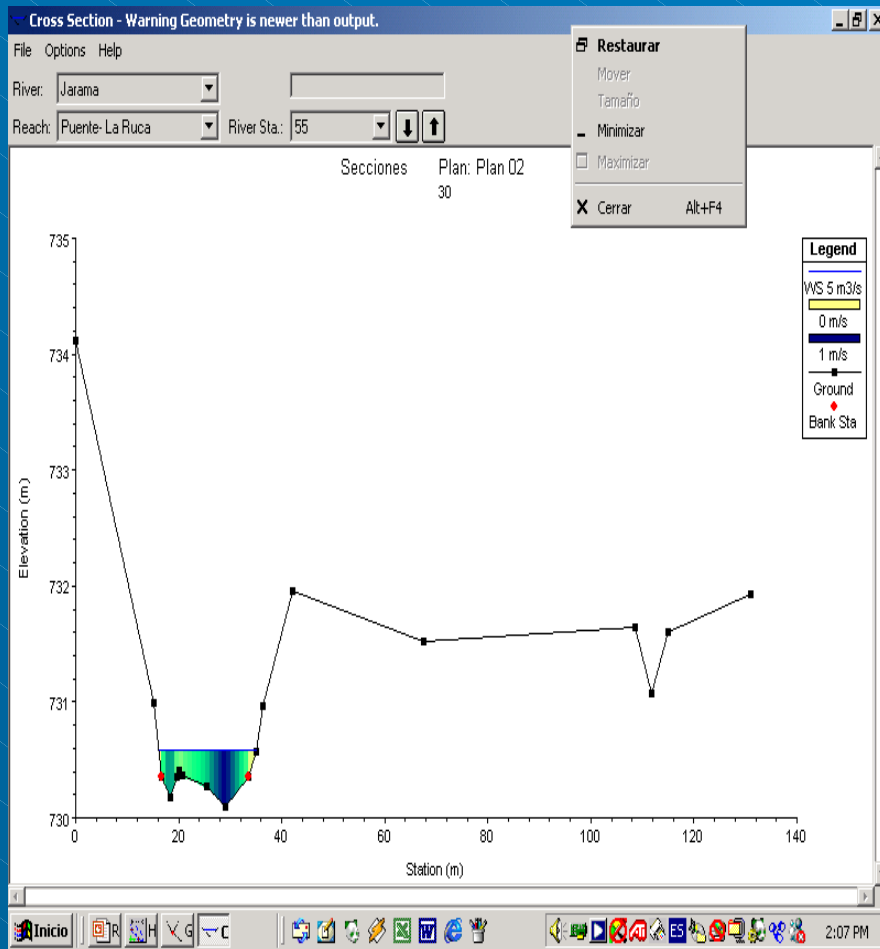 Cross Section - Warning Geometry is newer than output.
File Options Help
River: Jarama
Reach: Puente- La Ruca River Sta.: 55
Restaurar
Mover
Tamaño
Minimizar
Maximizar
Cerrar Alt+F4
Secciones Plan: Plan 02
30
Legend
WS 5 m3/s
0 m/s
1 m/s
Ground
Bank Sta
Elevation (m)
735
734
733
732
731
730
0 20 40 60 80 100 120 140
Station (m)
Inicio R H G C ES 2:07 PM